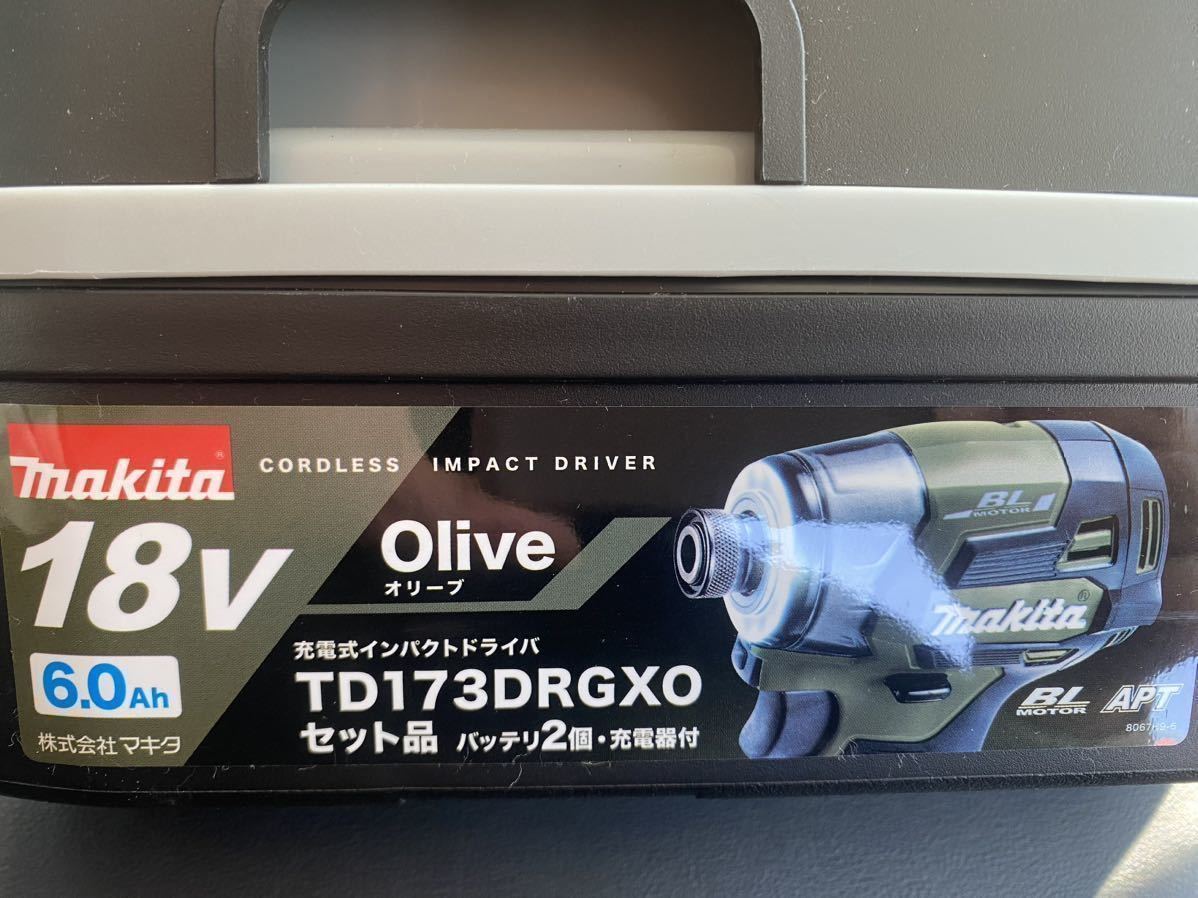 makita®
CORDLESS IMPACT DRIVER
18V
6.0Ah
株式会社マキタ
Olive
オリーブ
充電式インパクトドライバ
TD173DRGXO
セット品 バッテリ2個・充電器付
BL
MOTOR
makita®
BL
MOTOR
APT
8067H9-6